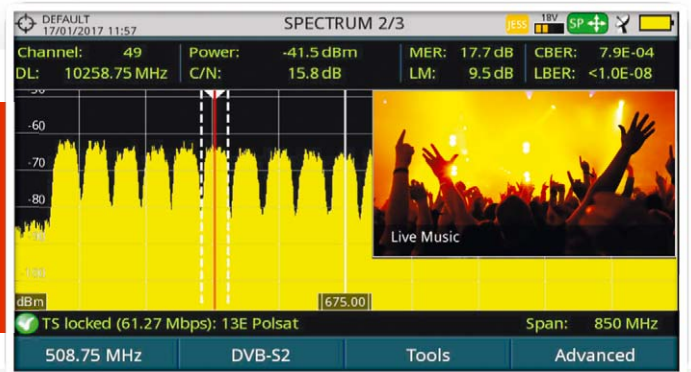 DEFAULT
17/01/2017 11:57
SPECTRUM 2/3
JESS 18V SP
Channel: 49 Power: -41.5 dBm MER: 17.7 dB CBER: 7.9E-04
DL: 10258.75 MHz C/N: 15.8 dB LM: 9.5 dB LBER: <1.0E-08
-60
-70
-80
-90
-100
Live Music
dBm 675.00
TS locked (61.27 Mbps): 13E Polsat Span: 850 MHz
508.75 MHz DVB-S2 Tools Advanced